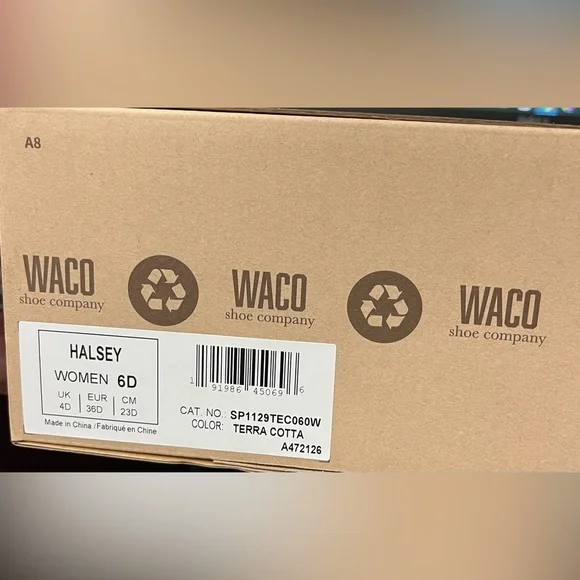 A8
WACO
shoe company
WACO
shoe company
WACO
shoe company
HALSEY
WOMEN 6D
UK EUR CM
4D 36D 23D
Made in China / Fabriqué en Chine
1 91986 45069 6
CAT. NO.: SP1129TEC060W
COLOR: TERRA COTTA
A472126